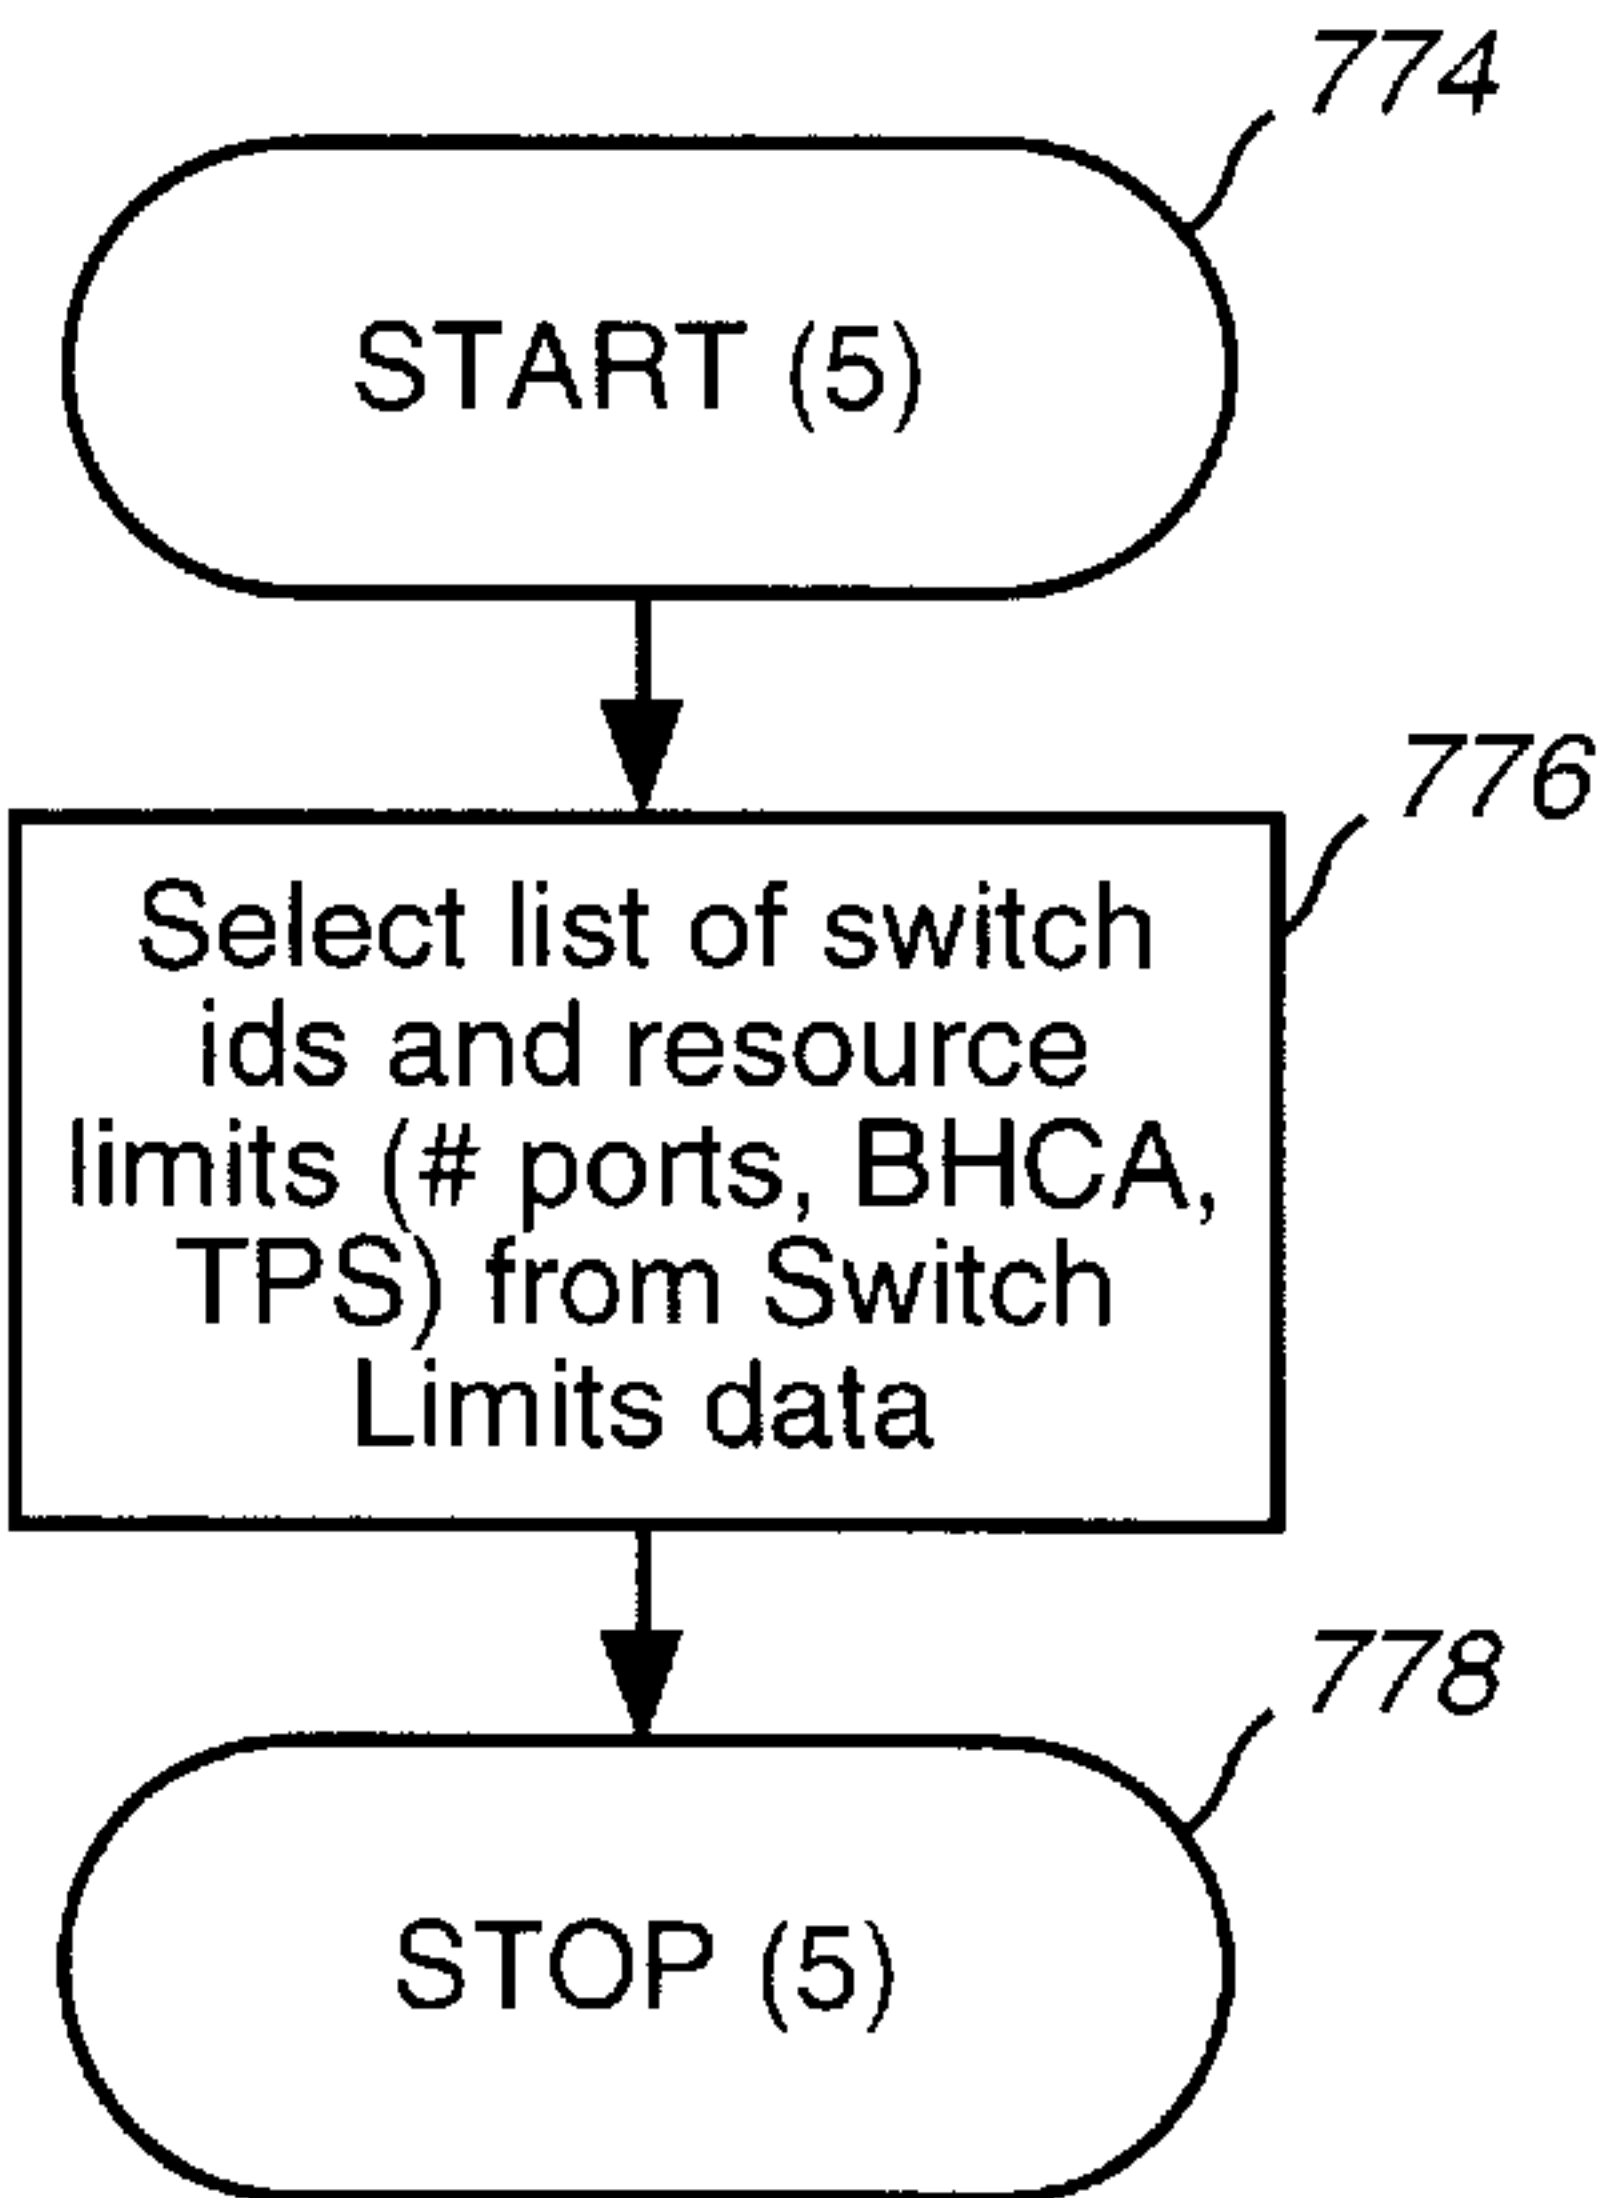 774
START (5)
776
Select list of switch
ids and resource
limits (# ports, BHCA,
TPS) from Switch
Limits data
778
STOP (5)